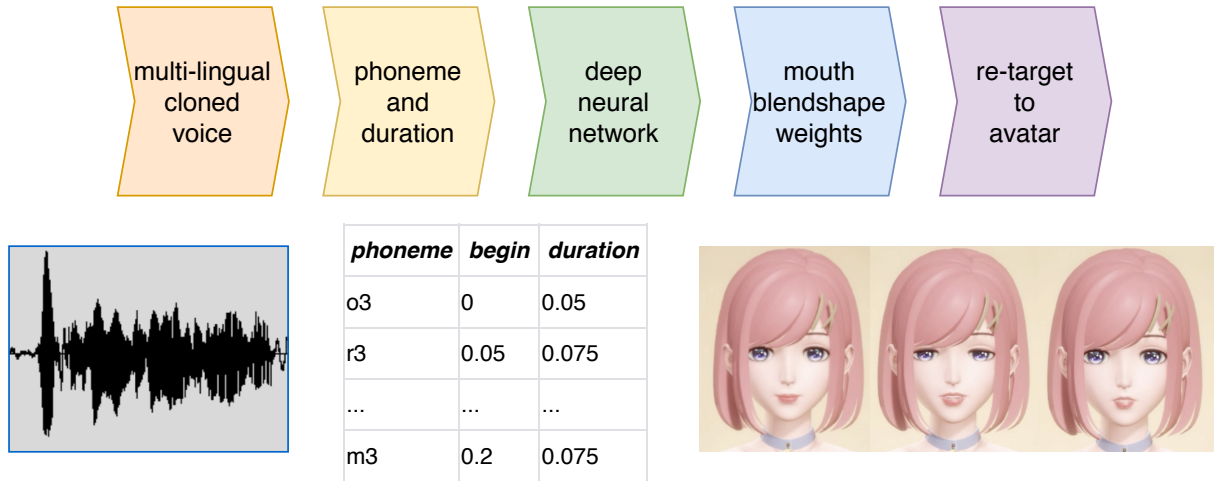 multi-lingual
cloned
voice
phoneme
and
duration
deep
neural
network
mouth
blendshape
weights
re-target
to
avatar
phoneme begin duration
o3 0 0.05
r3 0.05 0.075
... ... ...
m3 0.2 0.075